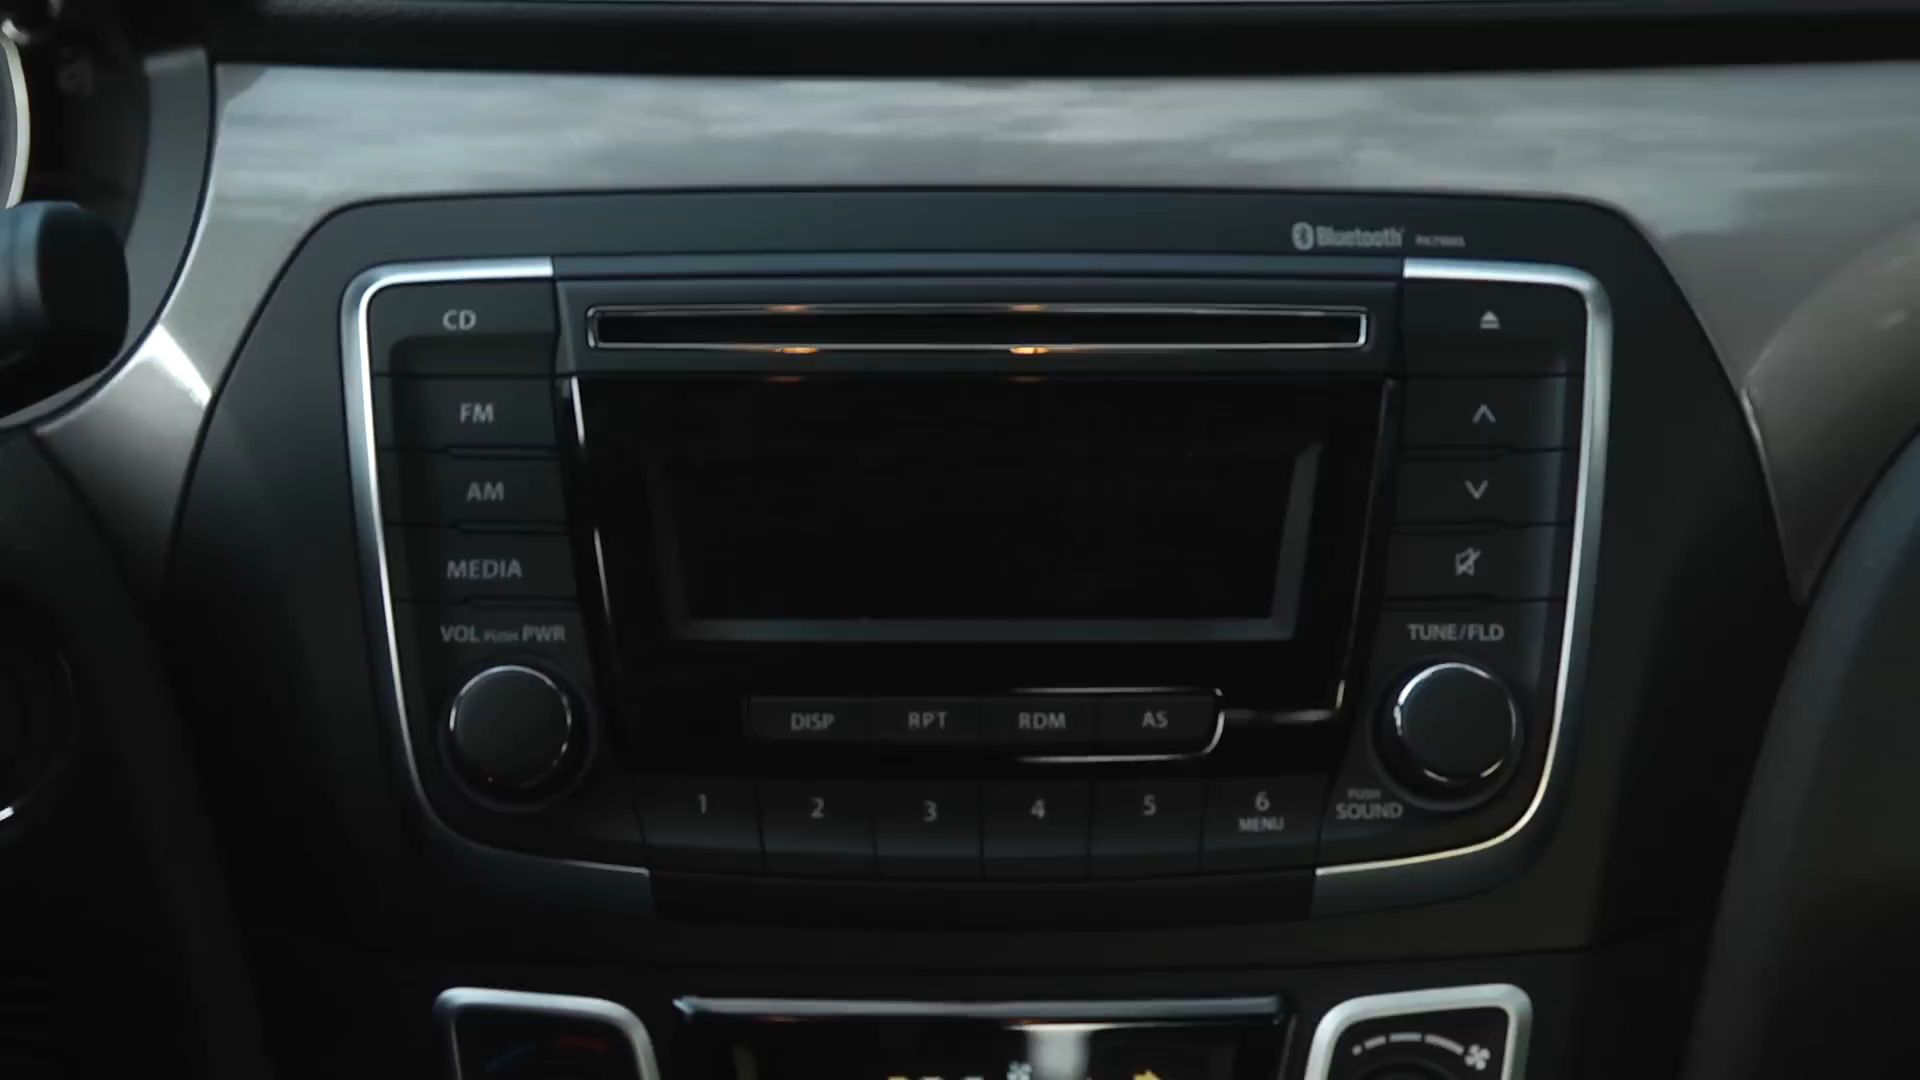 Bluetooth
CD
FM
AM
MEDIA
VOL PUSH PWR
TUNE/FLD
DISP RPT RDM AS
1 2 3 4 5 6
MENU
PUSH
SOUND